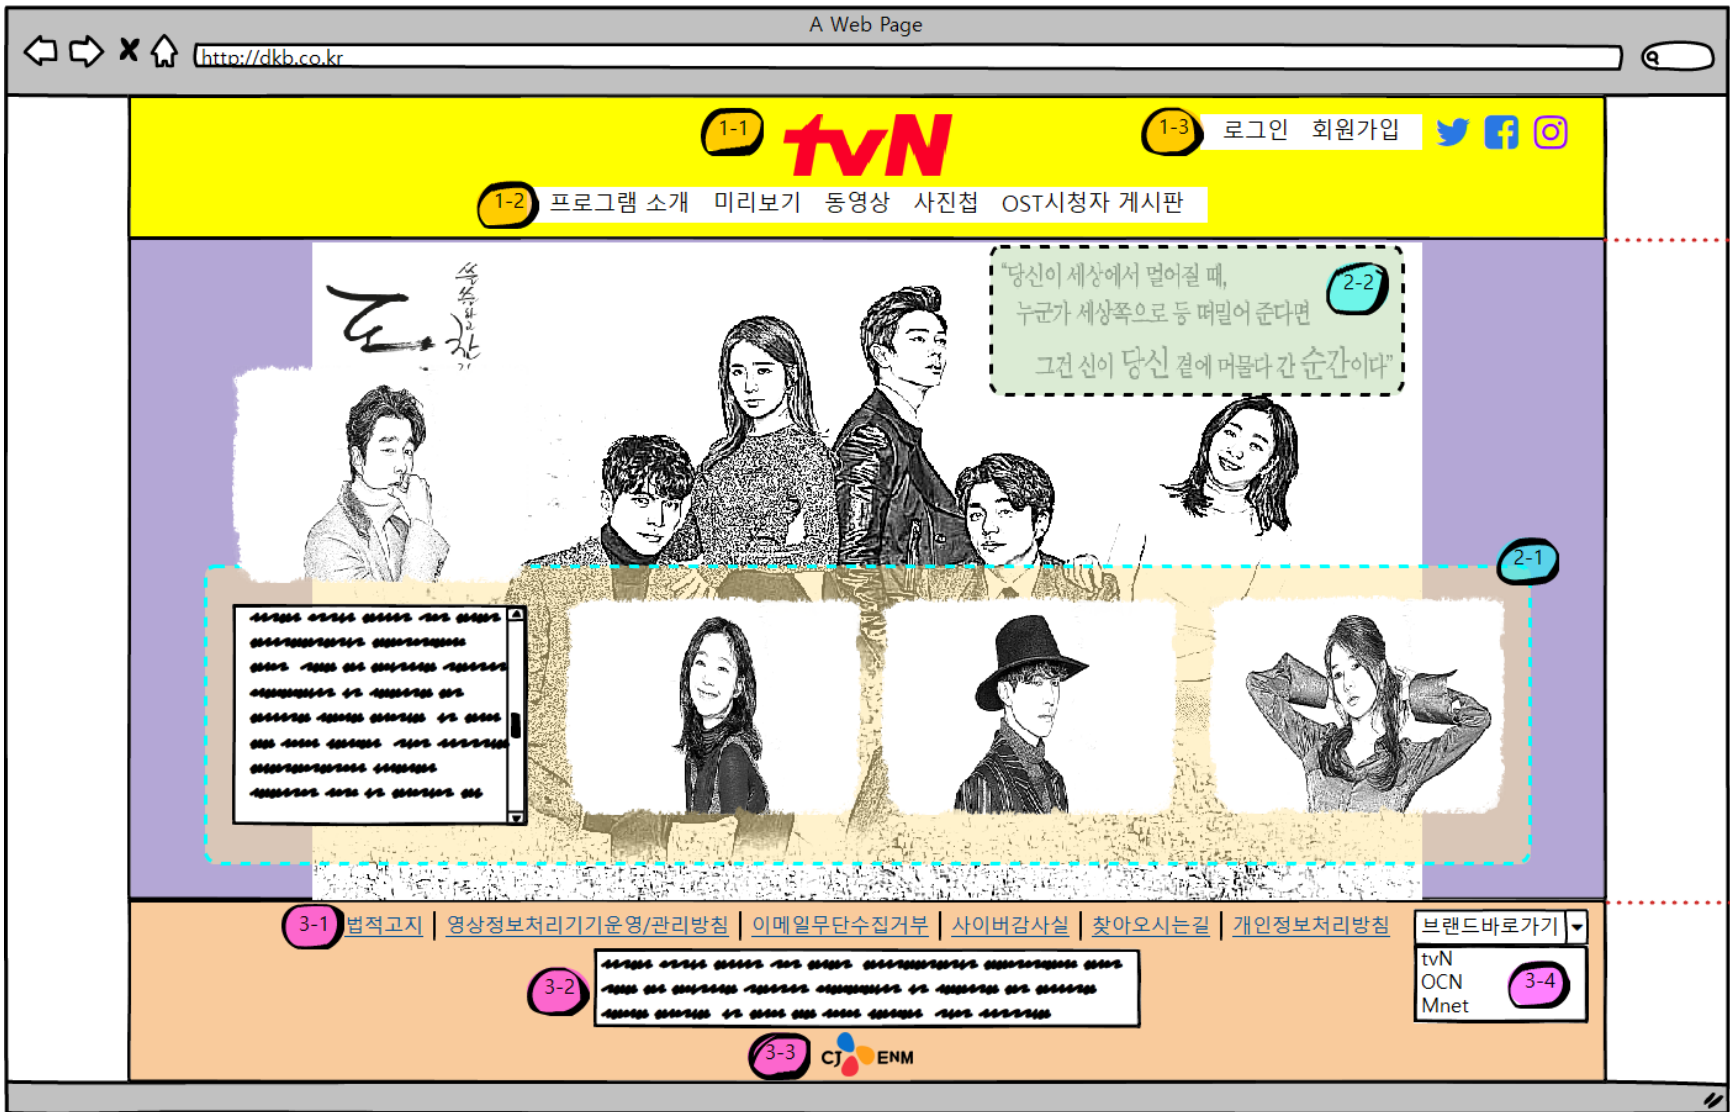 A Web Page
http://dkb.co.kr
1-1
tvN
1-3
로그인 회원가입
1-2
프로그램 소개 미리보기 동영상 사진첩 OST시청자 게시판
쓸쓸하고 찬
도
“당신이 세상에서 멀어질 때,
누군가 세상쪽으로 등 떠밀어 준다면
그건 신이 당신 곁에 머물다 간 순간이다”
2-2
2-1
3-1
법적고지 | 영상정보처리기기운영/관리방침 | 이메일무단수집거부 | 사이버감사실 | 찾아오시는길 | 개인정보처리방침
브랜드바로가기
tvN
OCN
Mnet
3-4
3-2
3-3
CJ ENM